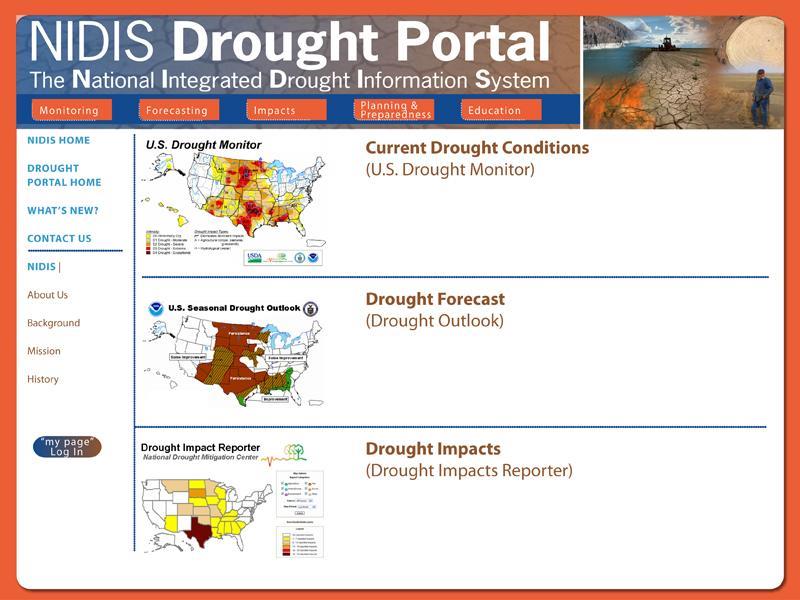 NIDIS Drought Portal
The National Integrated Drought Information System
Monitoring
Forecasting
Impacts
Planning &
Preparedness
Education
NIDIS HOME
DROUGHT
PORTAL HOME
WHAT'S NEW?
CONTACT US
NIDIS |
About Us
Background
Mission
History
"my page"
Log In
U.S. Drought Monitor
USDA
Current Drought Conditions
(U.S. Drought Monitor)
U.S. Seasonal Drought Outlook
Persistence
Some Improvement
Some Improvement
Persistence
Improvement
Drought Forecast
(Drought Outlook)
Drought Impact Reporter
National Drought Mitigation Center
Drought Impacts
(Drought Impacts Reporter)